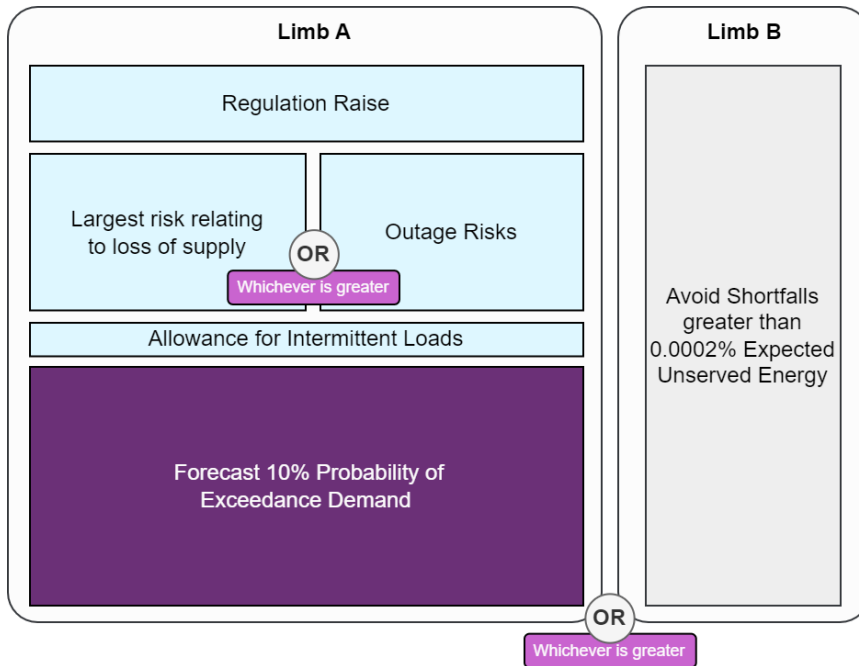 Limb A
Regulation Raise
Largest risk relating
to loss of supply
OR
Outage Risks
Whichever is greater
Allowance for Intermittent Loads
Forecast 10% Probability of
Exceedance Demand
Limb B
Avoid Shortfalls
greater than
0.0002% Expected
Unserved Energy
OR
Whichever is greater